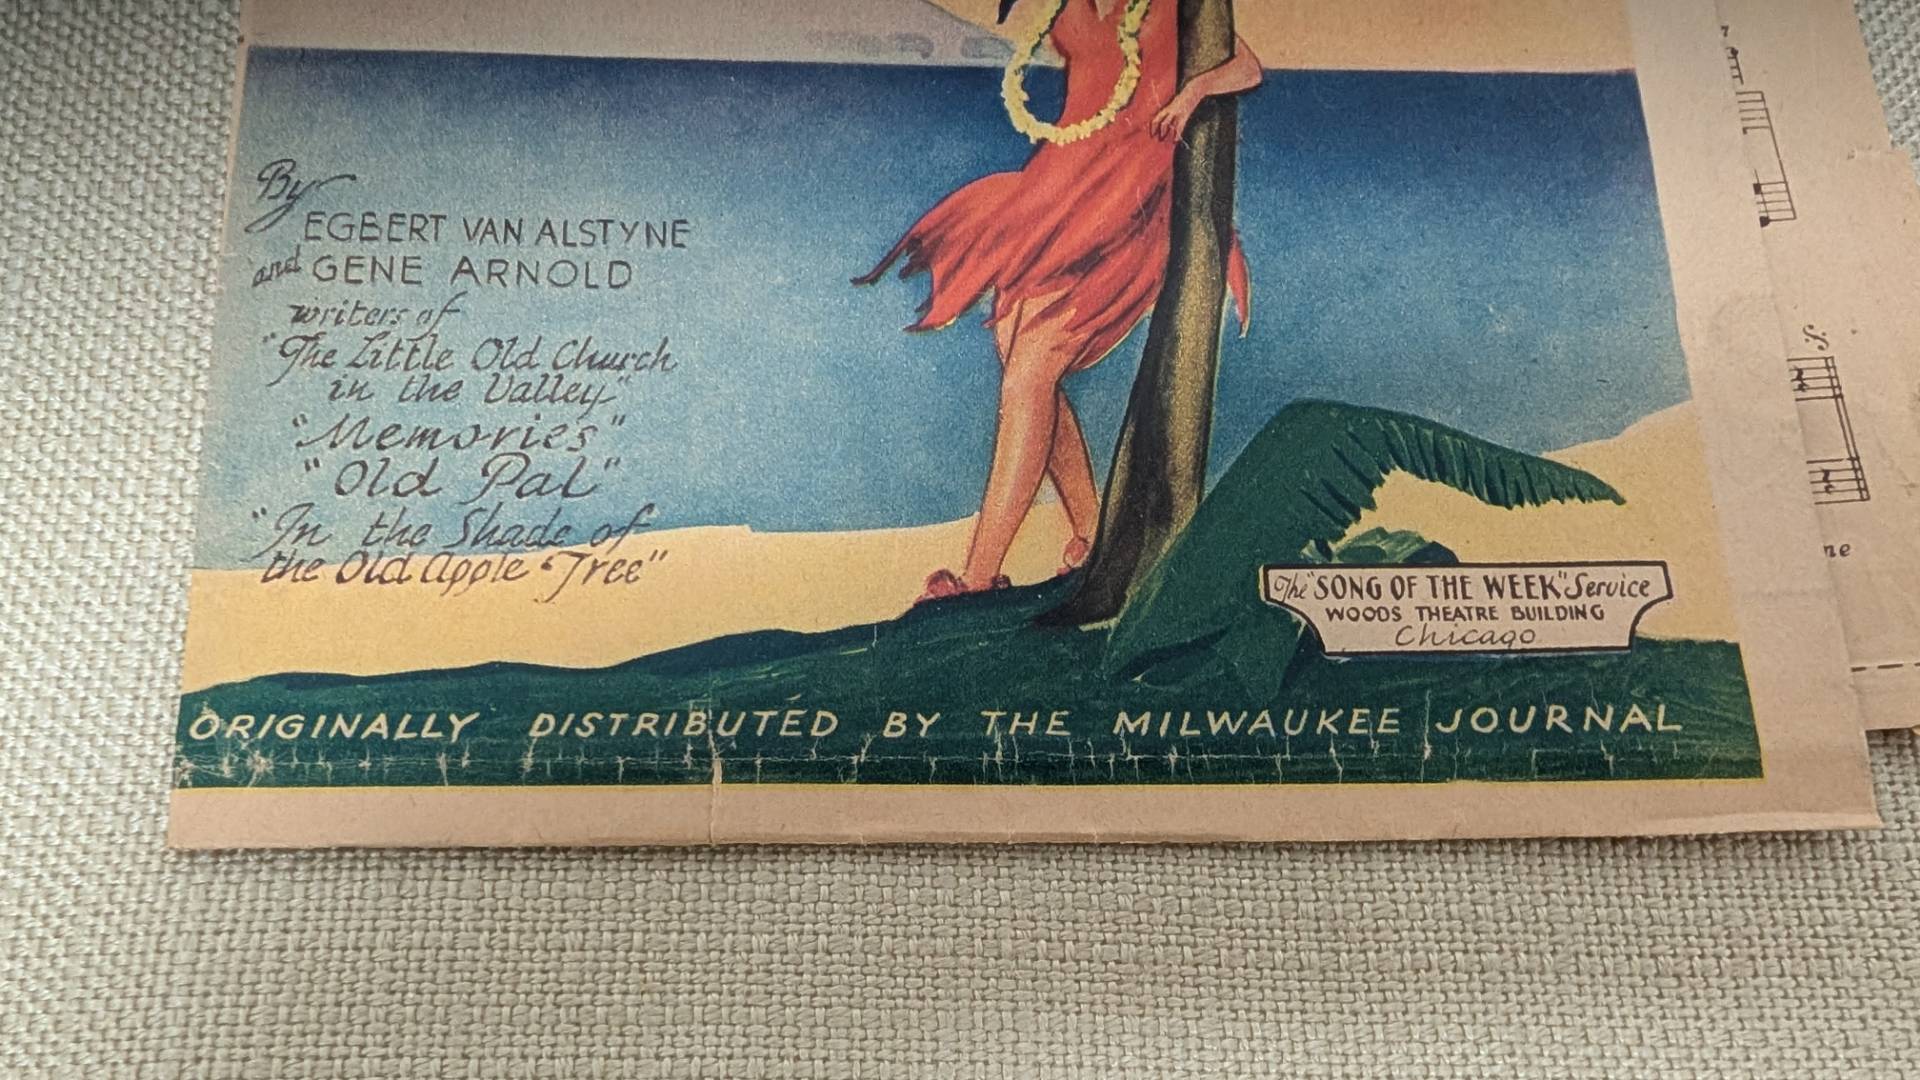 By
EGBERT VAN ALSTYNE
and GENE ARNOLD
writers of
"The Little Old Church
in the Valley"
"Memories"
"Old Pal"
"In the Shade of
the Old Apple Tree"
The "SONG OF THE WEEK" Service
WOODS THEATRE BUILDING
Chicago
ORIGINALLY DISTRIBUTED BY THE MILWAUKEE JOURNAL
ne